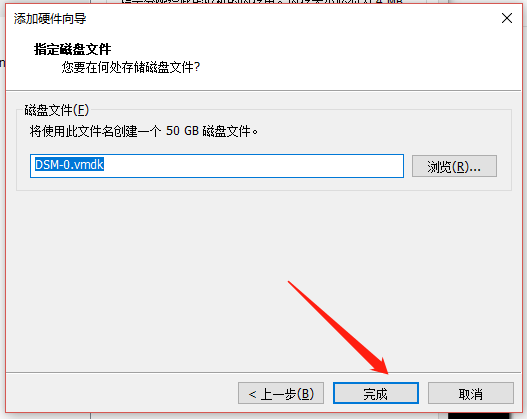 添加硬件向导
指定磁盘文件
您要在何处存储磁盘文件?
磁盘文件(F)
将使用此文件名创建一个 50 GB 磁盘文件。
DSM-0.vmdk
浏览(R)...
< 上一步(B)
完成
取消